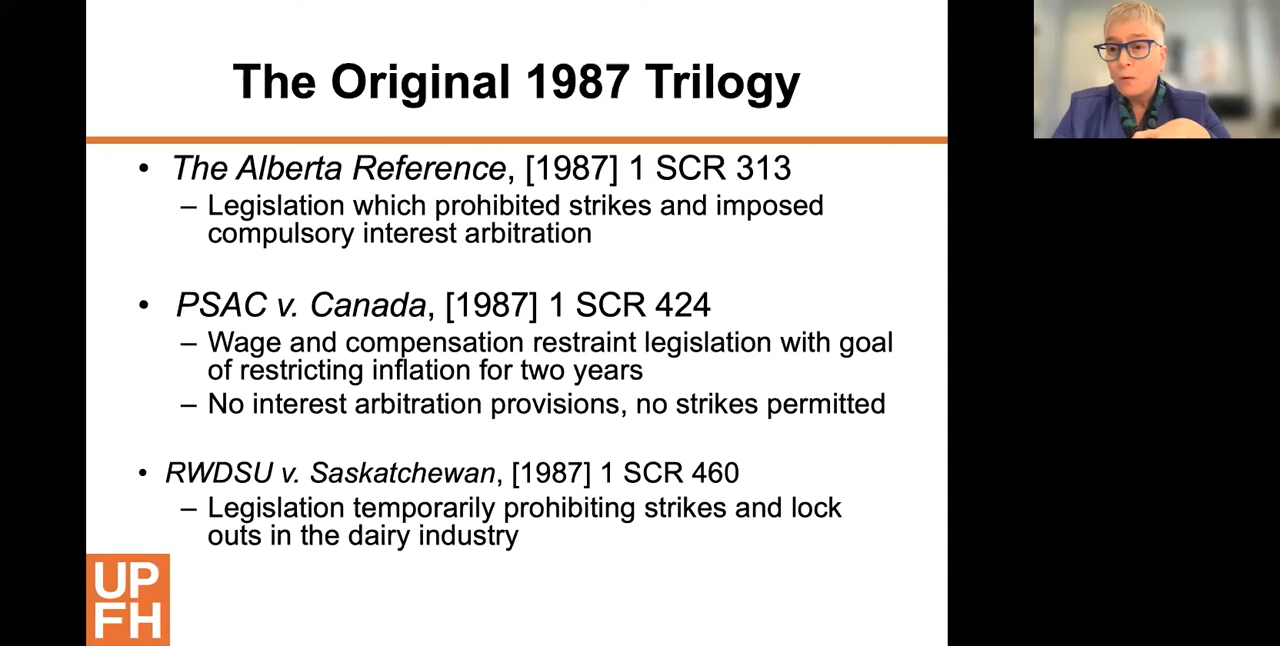 The Original 1987 Trilogy
• The Alberta Reference, [1987] 1 SCR 313
– Legislation which prohibited strikes and imposed
compulsory interest arbitration
• PSAC v. Canada, [1987] 1 SCR 424
– Wage and compensation restraint legislation with goal
of restricting inflation for two years
– No interest arbitration provisions, no strikes permitted
• RWDSU v. Saskatchewan, [1987] 1 SCR 460
– Legislation temporarily prohibiting strikes and lock
outs in the dairy industry
UP
FH